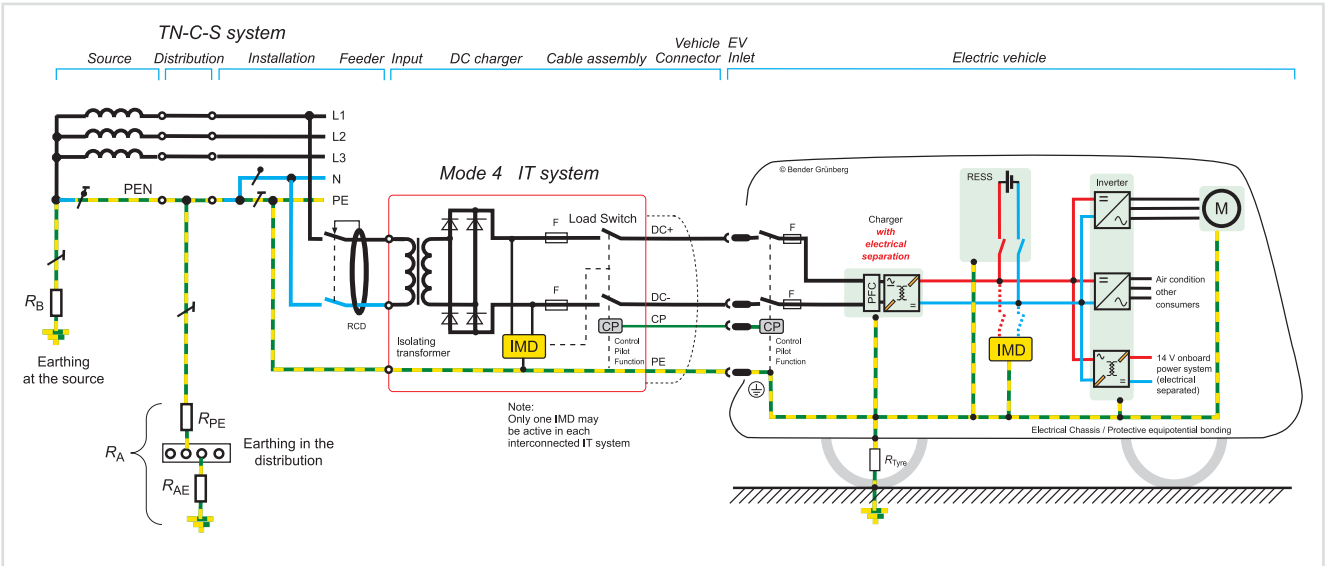 TN-C-S system
Source Distribution Installation Feeder Input DC charger Cable assembly Vehicle Connector EV Inlet Electric vehicle
L1
L2
L3
N
PEN
PE
Mode 4 IT system
© Bender Grünberg
RESS
Inverter
M
Load Switch
F
DC+
F
Charger
with
electrical
separation
PFC
Air condition
other
consumers
RB
RCD
F
DC-
F
CP
CP
CP
Isolating
transformer
IMD
Control
Pilot
Function
Control
Pilot
Function
IMD
PE
14 V onboard
power system
(electrical
separated)
Earthing
at the source
Note:
Only one IMD may
be active in each
interconnected IT system
Electrical Chassis / Protective equipotential bonding
RPE
RA
Earthing in the
distribution
RAE
RTyre